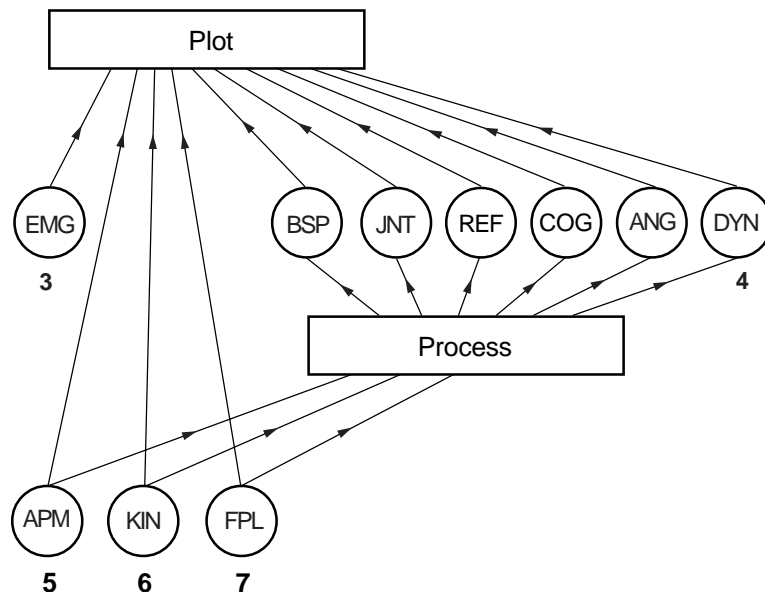 Plot
EMG BSP JNT REF COG ANG DYN
3 4
Process
APM KIN FPL
5 6 7